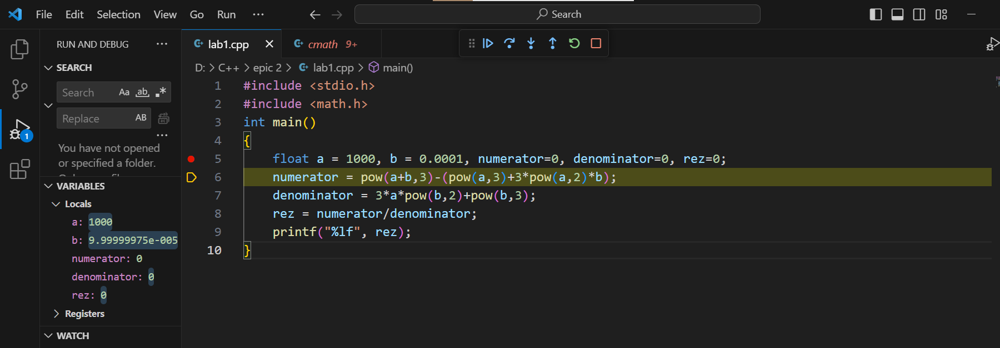 File Edit Selection View Go Run ··· Search
RUN AND DEBUG ···
SEARCH
Search Aa ab .*
Replace AB
···
You have not opened
or specified a folder.
1
VARIABLES
Locals
a: 1000
b: 9.99999975e-005
numerator: 0
denominator: 0
rez: 0
Registers
WATCH
lab1.cpp cmath 9+
D: > C++ > epic 2 > lab1.cpp > main()
1 #include <stdio.h>
2 #include <math.h>
3 int main()
4 {
5 float a = 1000, b = 0.0001, numerator=0, denominator=0, rez=0;
6 numerator = pow(a+b,3)-(pow(a,3)+3*pow(a,2)*b);
7 denominator = 3*a*pow(b,2)+pow(b,3);
8 rez = numerator/denominator;
9 printf("%lf", rez);
10 }